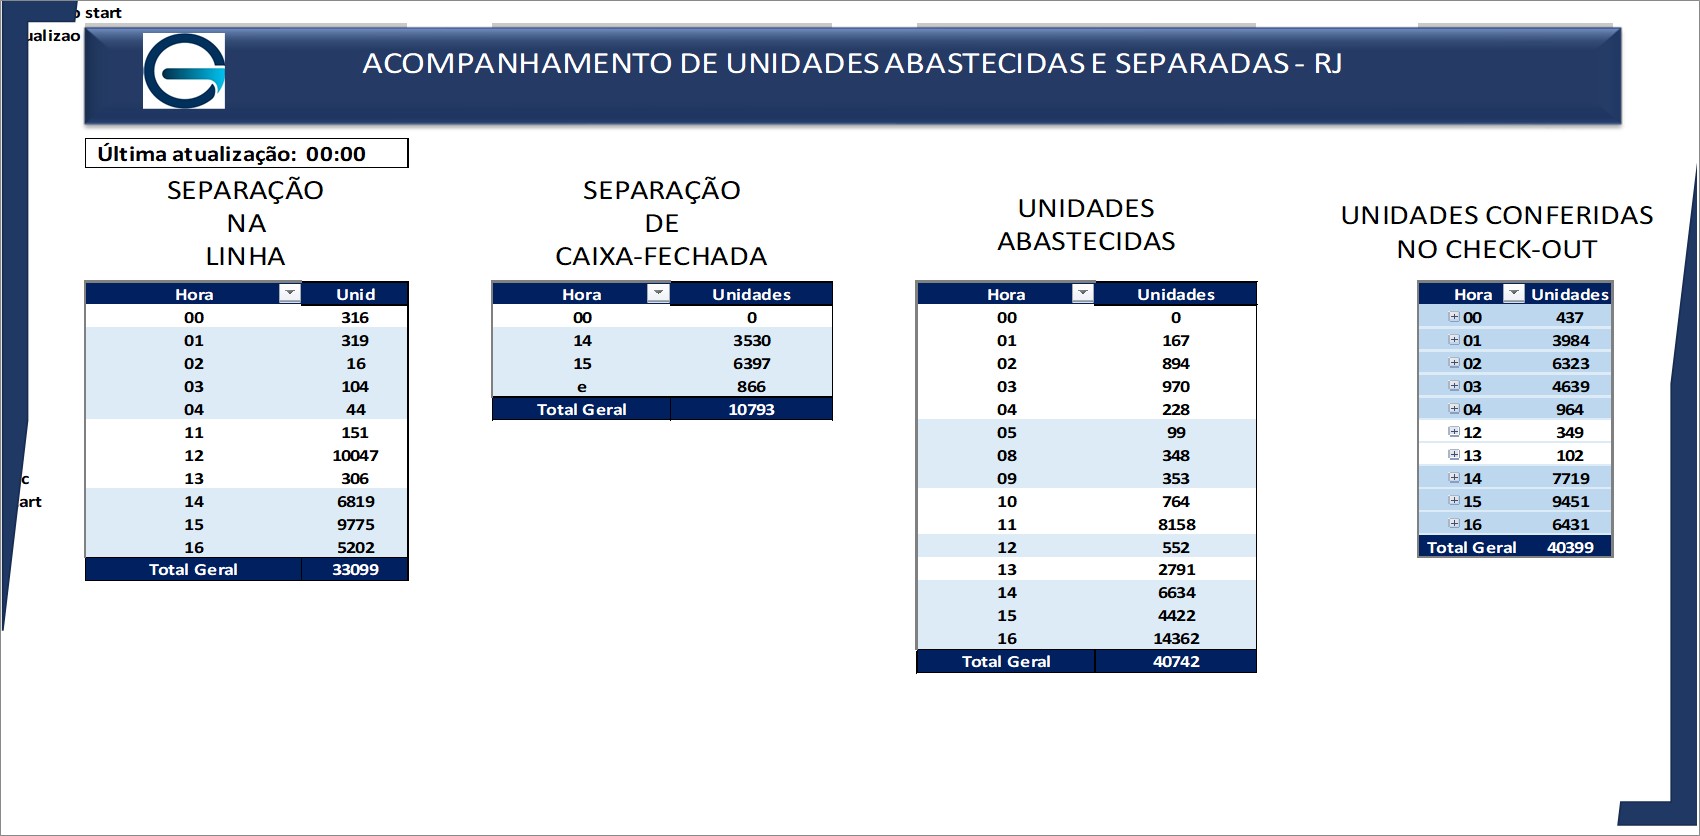 start
ualizao
ACOMPANHAMENTO DE UNIDADES ABASTECIDAS E SEPARADAS - RJ
Última atualização: 00:00
SEPARAÇÃO
NA
LINHA
Hora Unid
00 316
01 319
02 16
03 104
04 44
11 151
12 10047
13 306
14 6819
15 9775
16 5202
Total Geral 33099
SEPARAÇÃO
DE
CAIXA-FECHADA
Hora Unidades
00 0
14 3530
15 6397
e 866
Total Geral 10793
UNIDADES
ABASTECIDAS
Hora Unidades
00 0
01 167
02 894
03 970
04 228
05 99
08 348
09 353
10 764
11 8158
12 552
13 2791
14 6634
15 4422
16 14362
Total Geral 40742
UNIDADES CONFERIDAS
NO CHECK-OUT
Hora Unidades
00 437
01 3984
02 6323
03 4639
04 964
12 349
13 102
14 7719
15 9451
16 6431
Total Geral 40399
c
art